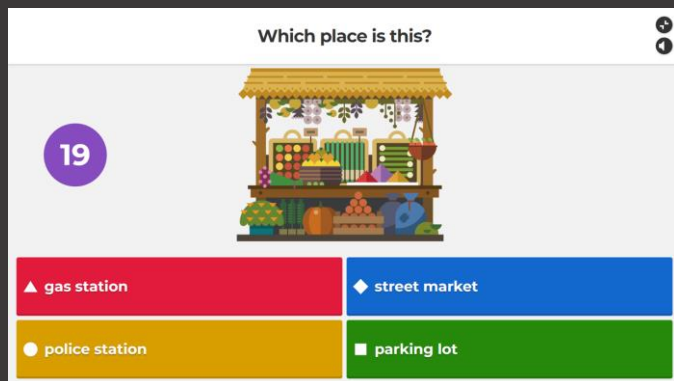 Which place is this?
19
gas station
street market
police station
parking lot